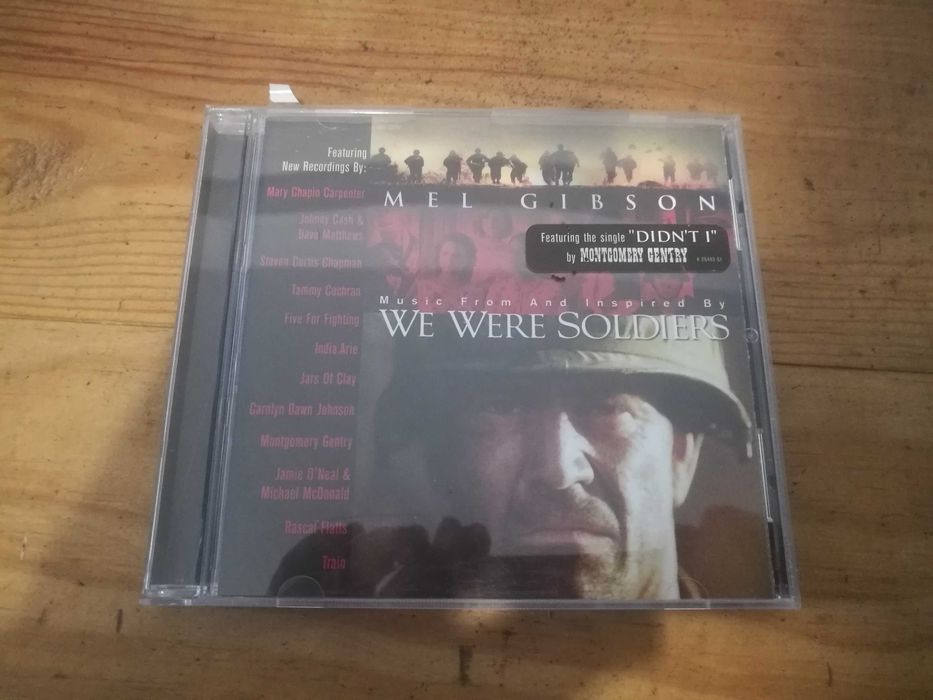 Featuring
New Recordings By:
Mary Chapin Carpenter
Johnny Cash &
Dave Matthews
Steven Curtis Chapman
Tammy Cochran
Five For Fighting
India Arie
Jars Of Clay
Carolyn Dawn Johnson
Montgomery Gentry
Jamie O'Neal &
Michael McDonald
Rascal Flatts
Train
MEL GIBSON
Featuring the single "DIDN'T I"
by MONTGOMERY GENTRY
Music From And Inspired By
WE WERE SOLDIERS